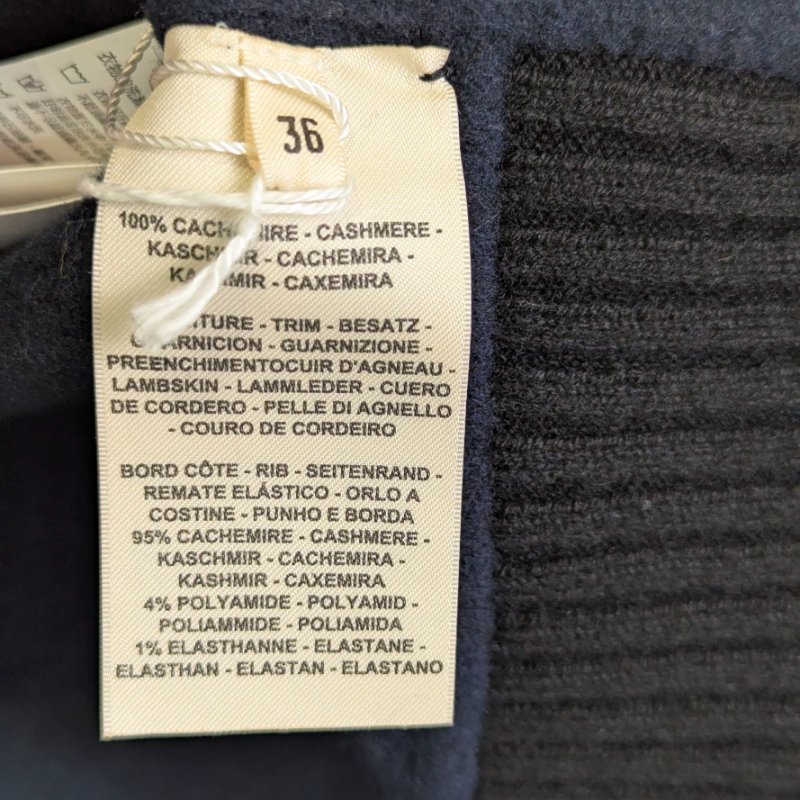 36
100% CACHEMIRE - CASHMERE -
KASCHMIR - CACHEMIRA -
KASHMIR - CAXEMIRA
- TRIM - BESATZ -
GUARNICION - GUARNIZIONE -
PREENCHIMENTOCUIR D'AGNEAU -
LAMBSKIN - LAMMLEDER - CUERO
DE CORDERO - PELLE DI AGNELLO
- COURO DE CORDEIRO
BORD CÔTE - RIB - SEITENRAND -
REMATE ELÁSTICO - ORLO A
COSTINE - PUNHO E BORDA
95% CACHEMIRE - CASHMERE -
KASCHMIR - CACHEMIRA -
KASHMIR - CAXEMIRA
4% POLYAMIDE - POLYAMID -
POLIAMMIDE - POLIAMIDA
1% ELASTHANNE - ELASTANE -
ELASTHAN - ELASTAN - ELASTANO